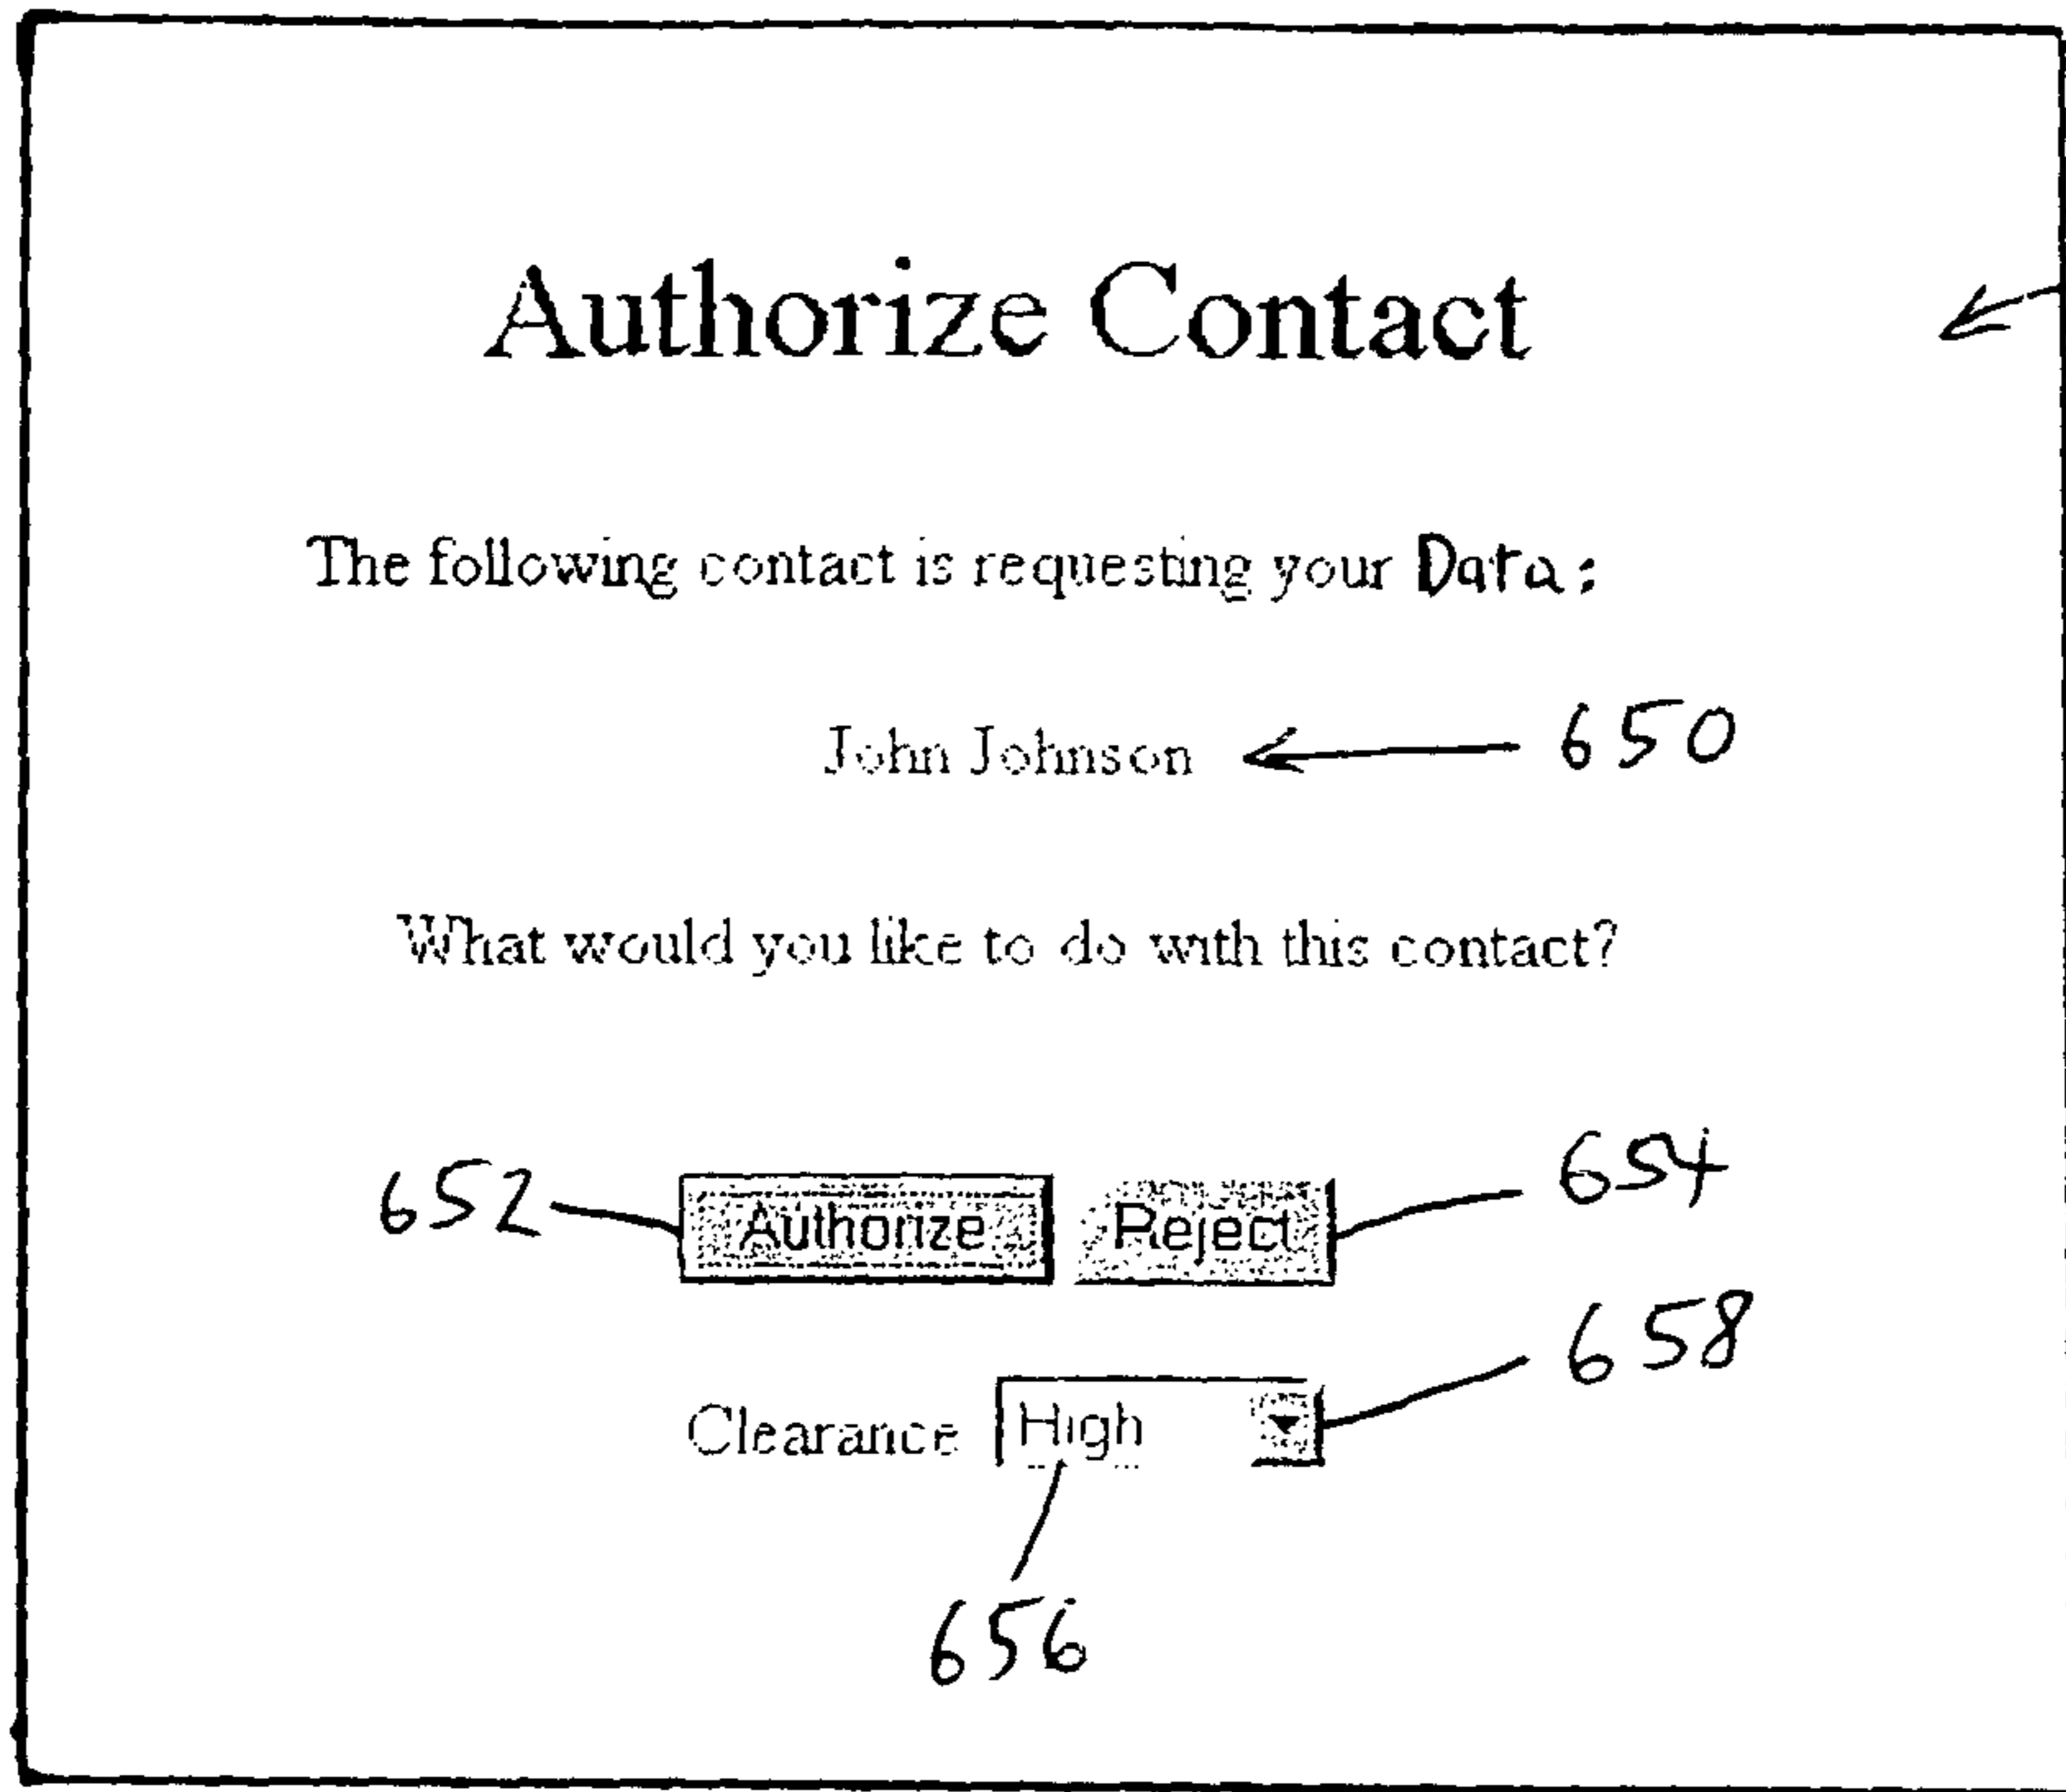 Authorize Contact
The following contact is requesting your Data:
John Johnson 650
What would you like to do with this contact?
652 Authorize Reject 654
Clearance High 658
656